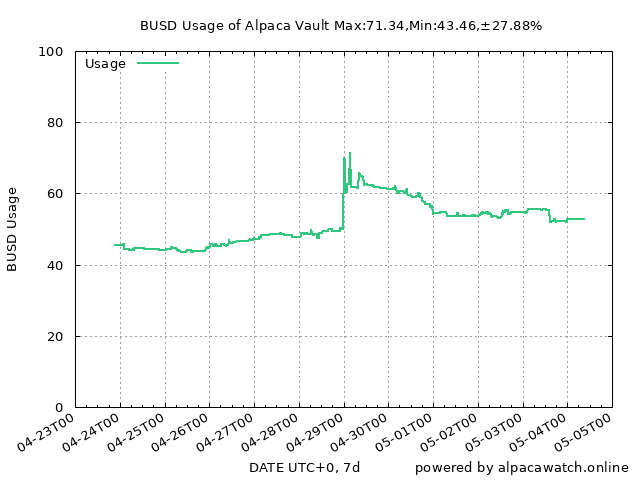 BUSD Usage of Alpaca Vault Max:71.34,Min:43.46,±27.88%
100
Usage
80
60
BUSD Usage
40
20
0
04-23T00
04-24T00
04-25T00
04-26T00
04-27T00
04-28T00
04-29T00
04-30T00
05-01T00
05-02T00
05-03T00
05-04T00
05-05T00
DATE UTC+0, 7d
powered by alpacawatch.online